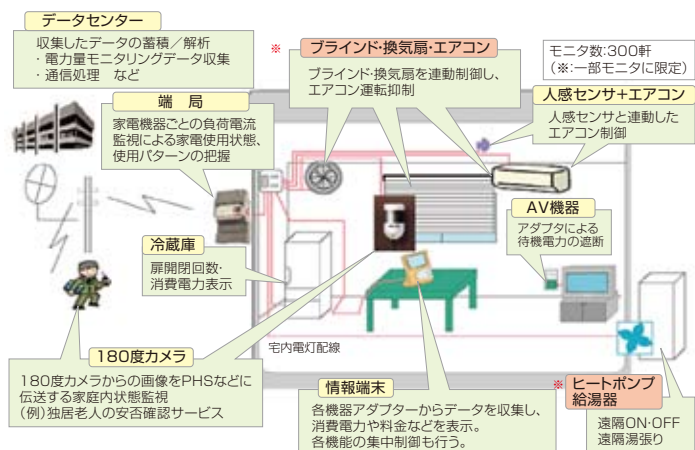 データセンター
収集したデータの蓄積／解析
・電力量モニタリングデータ収集
・通信処理 など
※
ブラインド・換気扇・エアコン
ブラインド・換気扇を連動制御し、
エアコン運転抑制
モニタ数:300軒
（※:一部モニタに限定）
端 局
家電機器ごとの負荷電流
監視による家電使用状態、
使用パターンの把握
人感センサ+エアコン
人感センサと連動した
エアコン制御
AV機器
アダプタによる
待機電力の遮断
冷蔵庫
扉開閉回数・
消費電力表示
宅内電灯配線
180度カメラ
180度カメラからの画像をPHSなどに
伝送する家庭内状態監視
（例）独居老人の安否確認サービス
情報端末
各機器アダプターからデータを収集し、
消費電力や料金などを表示。
各機能の集中制御も行う。
※
ヒートポンプ
給湯器
遠隔ON・OFF
遠隔湯張り